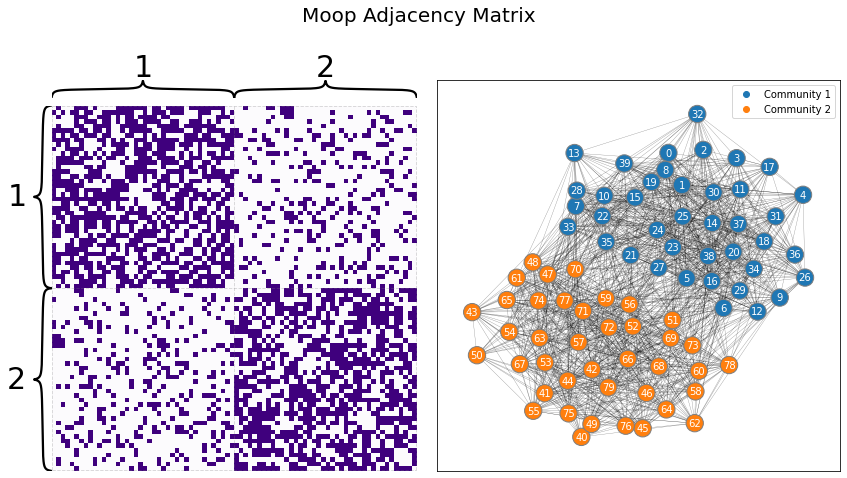 Moop Adjacency Matrix
1 2
1
2
Community 1
Community 2
32
13 39 0 2 3 17
8
28 10 19 15 1 30 11 4
7 22 25 14 37 31
33 24
35 23 20 18
21 38 36
27 5 16 34 26
29 9
6 12
48 70
61 47
65 74 77 59 56
43 71 51
54 72 52
63 57 69 73
50 66
67 53 42 68 60 78
44 79
41 46 58
55 75 64
49 76 45 62
40